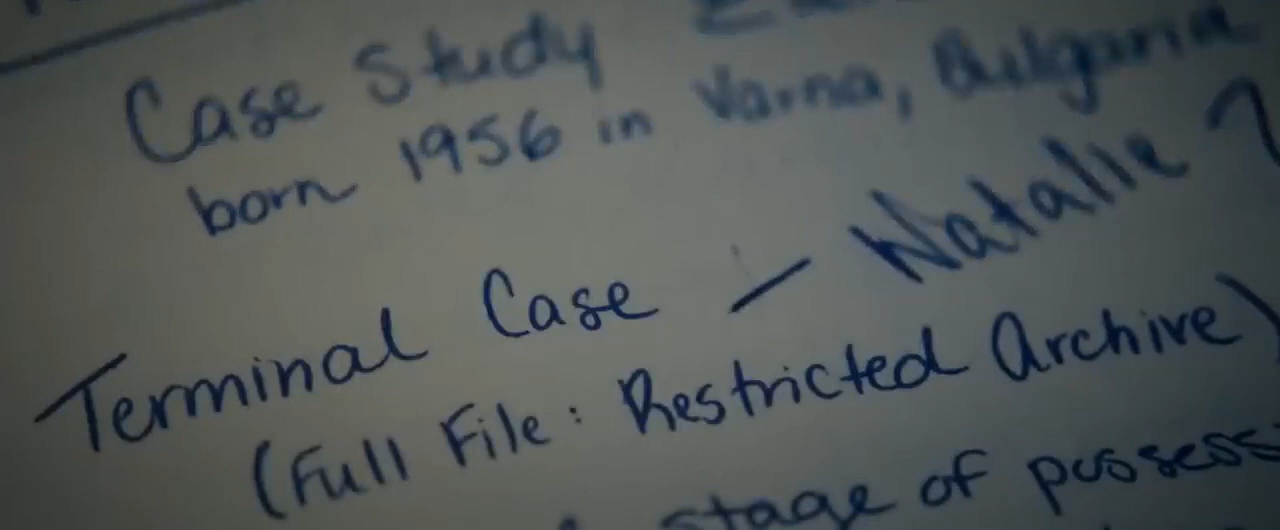 Case Study
born 1956 in Varna, Bulgaria
Terminal Case - Natalie
(Full File: Restricted Archive)
stage of possess